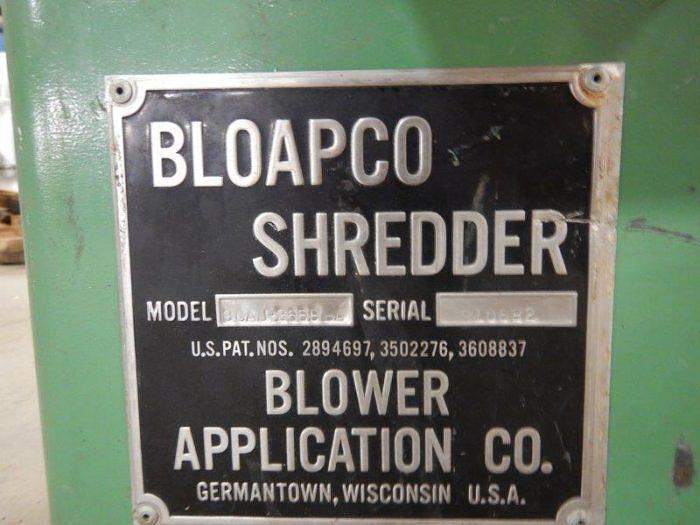 BLOAPCO
SHREDDER
MODEL SERIAL
U.S. PAT. NOS. 2894697, 3502276, 3608837
BLOWER
APPLICATION CO.
GERMANTOWN, WISCONSIN U.S.A.